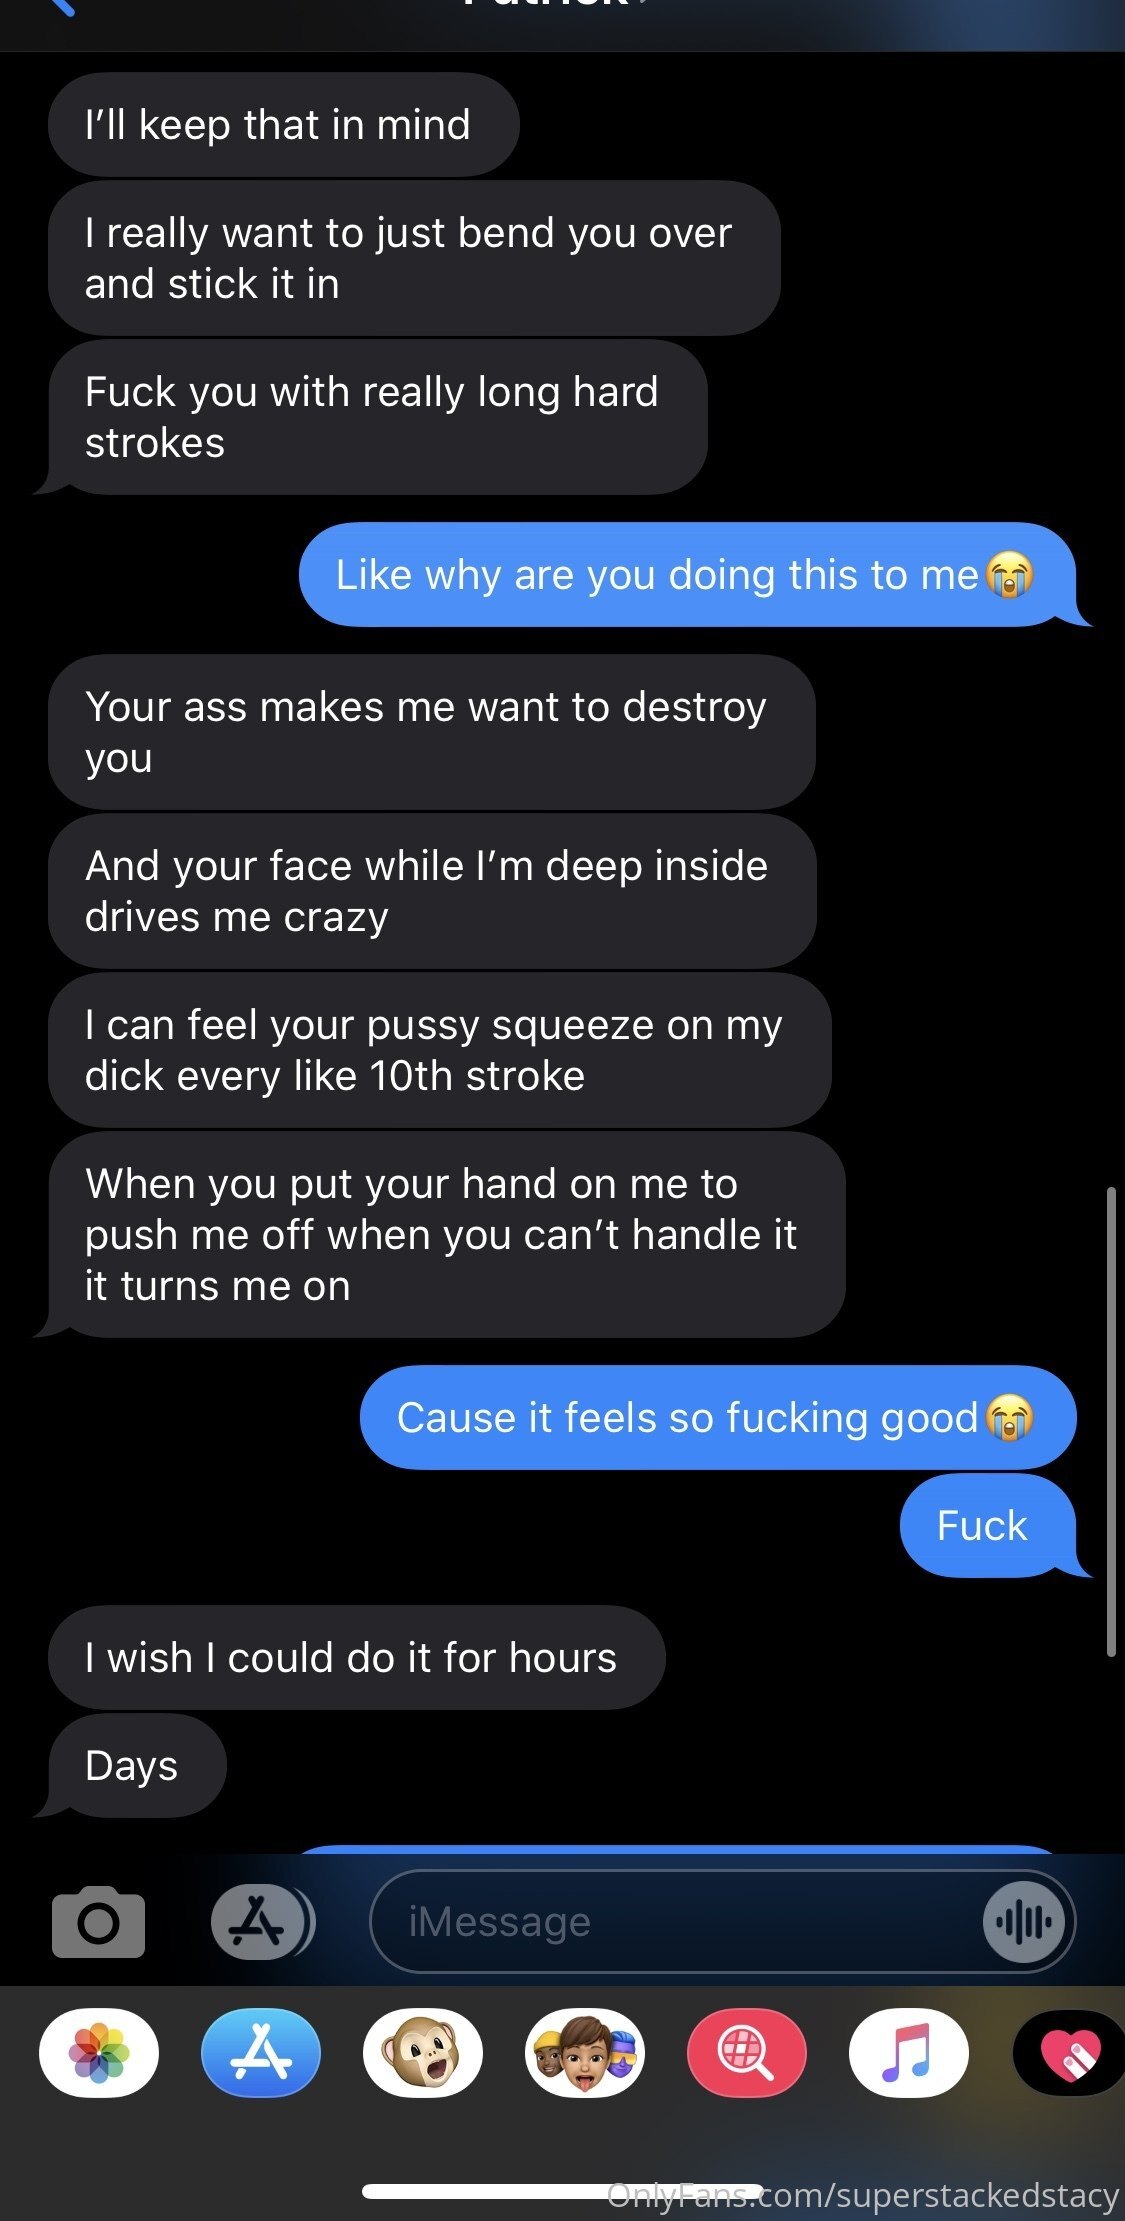 I'll keep that in mind
I really want to just bend you over
and stick it in
Fuck you with really long hard
strokes
Like why are you doing this to me😭
Your ass makes me want to destroy
you
And your face while I'm deep inside
drives me crazy
I can feel your pussy squeeze on my
dick every like 10th stroke
When you put your hand on me to
push me off when you can't handle it
it turns me on
Cause it feels so fucking good😭
Fuck
I wish I could do it for hours
Days
iMessage
OnlyFans.com/superstackedstacy